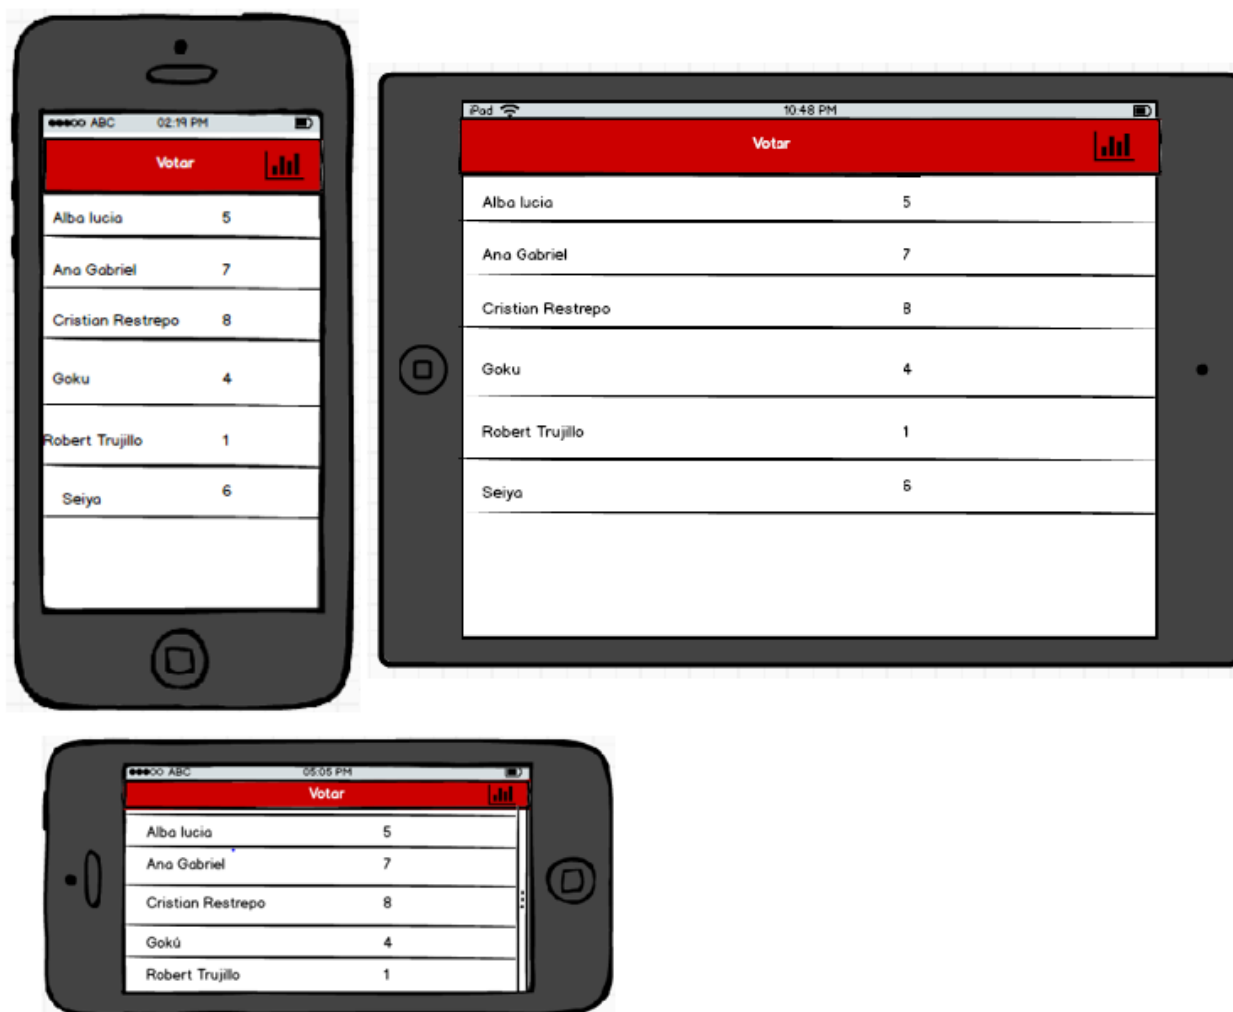 ABC 02:19 PM
Votar
Alba lucia 5
Ana Gabriel 7
Cristian Restrepo 8
Goku 4
Robert Trujillo 1
Seiya 6
iPad 10:48 PM
Votar
Alba lucia 5
Ana Gabriel 7
Cristian Restrepo 8
Goku 4
Robert Trujillo 1
Seiya 6
ABC 05:05 PM
Votar
Alba lucia 5
Ana Gabriel 7
Cristian Restrepo 8
Gokú 4
Robert Trujillo 1